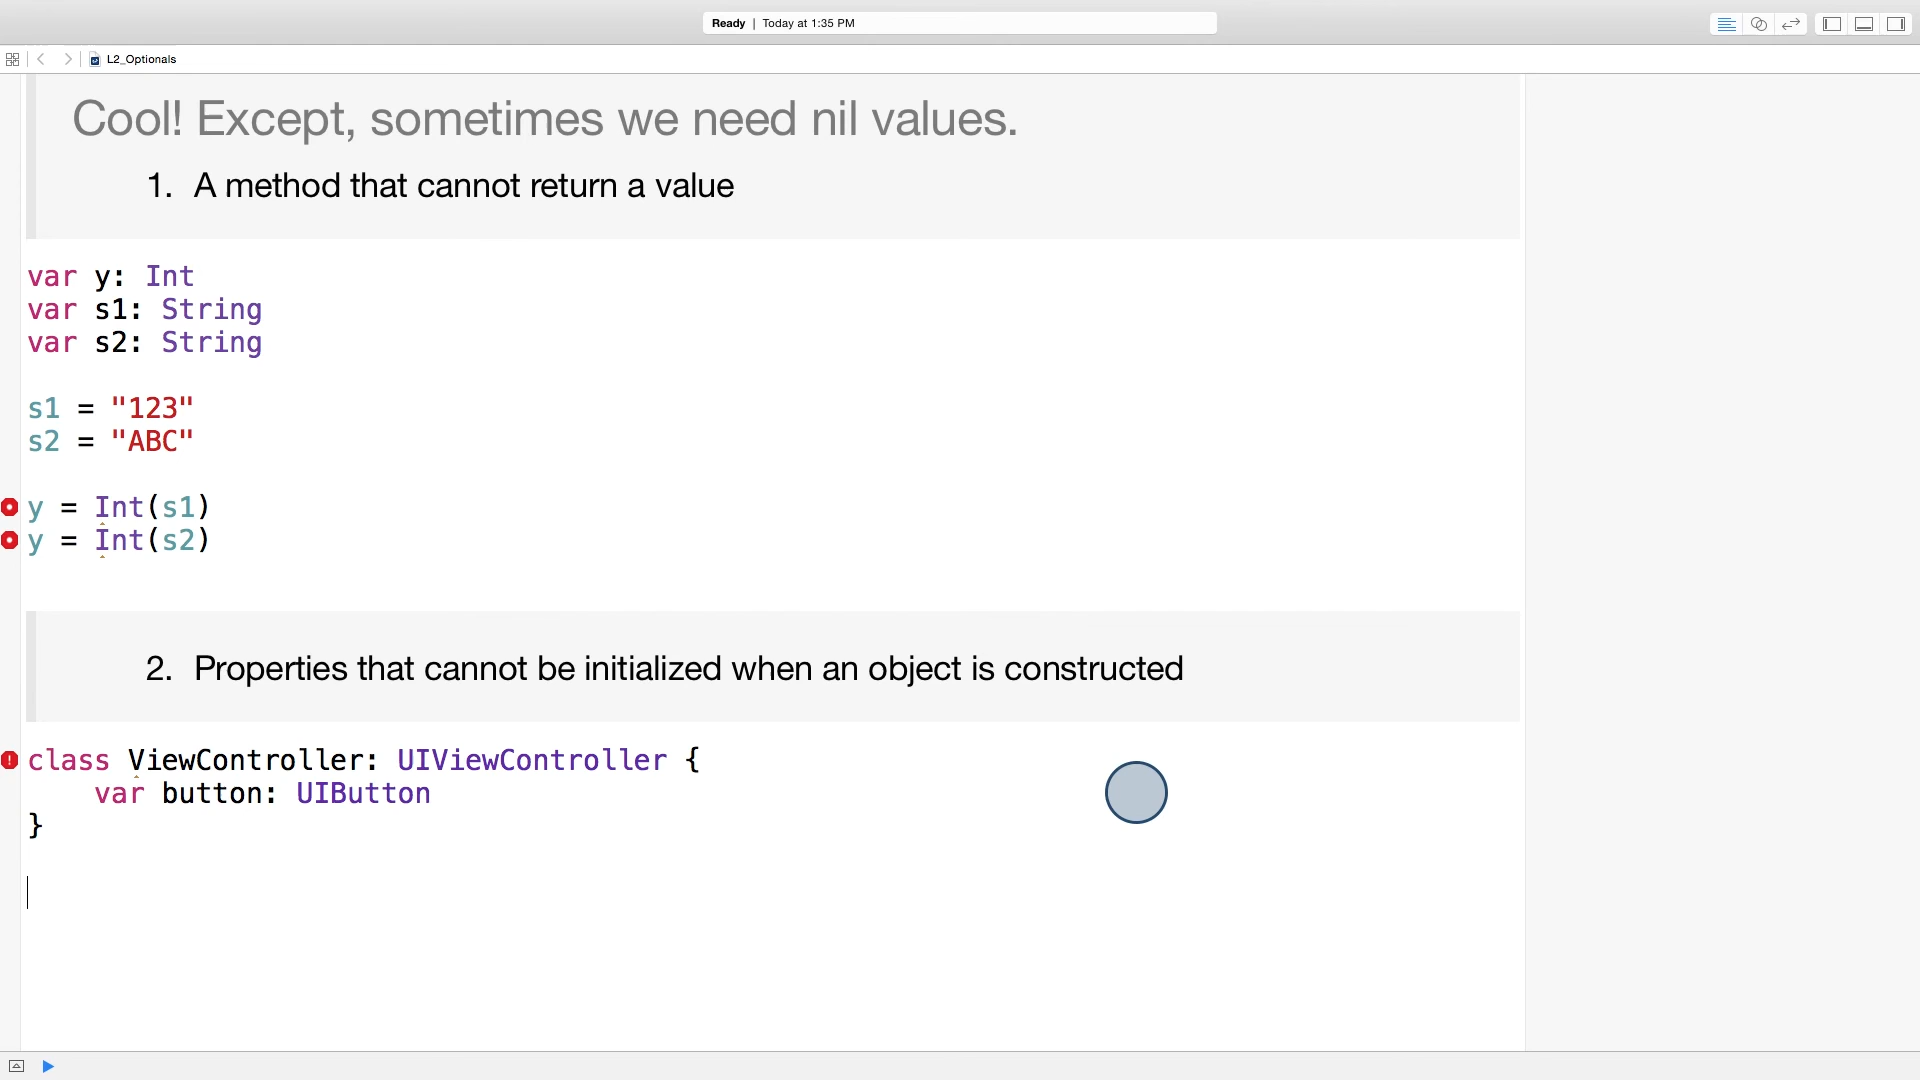 Ready | Today at 1:35 PM
L2_Optionals
Cool! Except, sometimes we need nil values.
1. A method that cannot return a value
var y: Int
var s1: String
var s2: String
s1 = "123"
s2 = "ABC"
y = Int(s1)
y = Int(s2)
2. Properties that cannot be initialized when an object is constructed
class ViewController: UIViewController {
    var button: UIButton
}